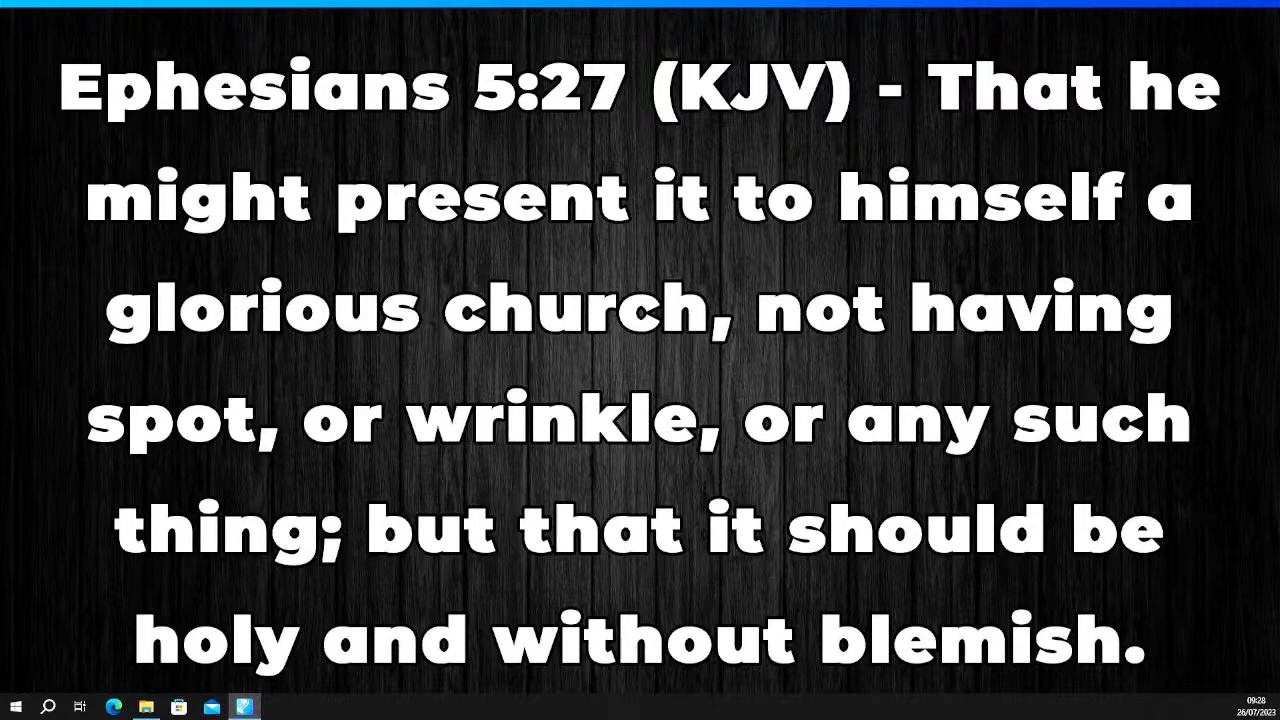 Ephesians 5:27 (KJV) - That he
might present it to himself a
glorious church, not having
spot, or wrinkle, or any such
thing; but that it should be
holy and without blemish.
09:28
26/07/2023